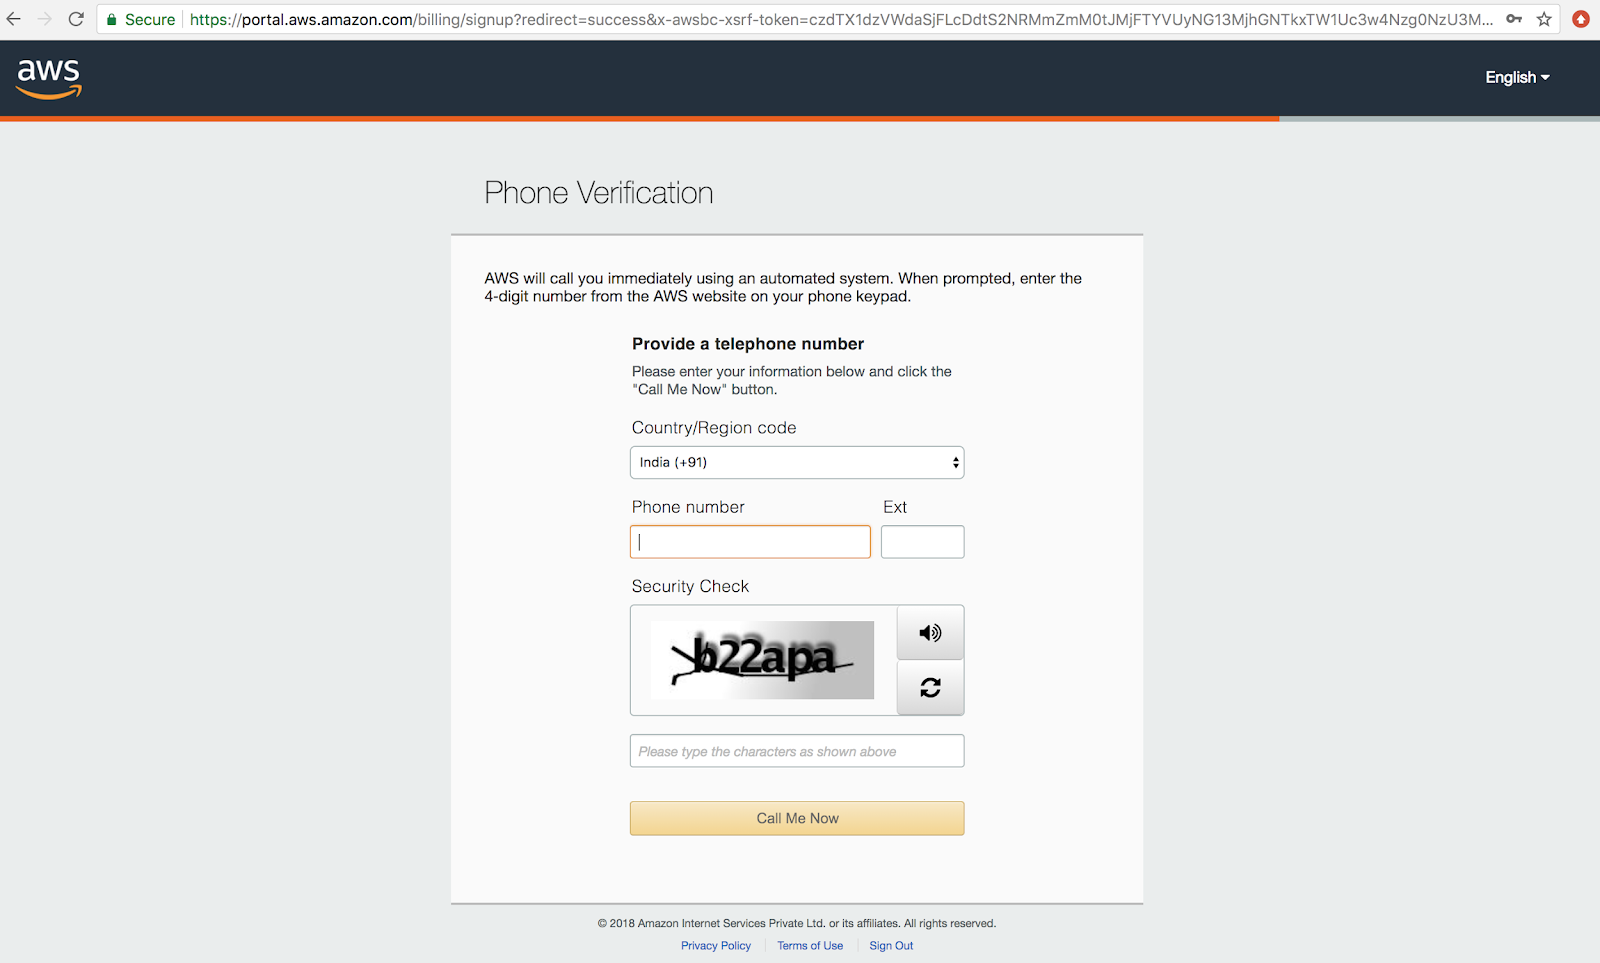 Secure https://portal.aws.amazon.com/billing/signup?redirect=success&x-awsbc-xsrf-token=czdTX1dzVWdaSjFLcDdtS2NRMmZmM0tJMjFTYVUyNG13MjhGNTkxTW1Uc3w4Nzg0NzU3M...
aws
English
Phone Verification
AWS will call you immediately using an automated system. When prompted, enter the
4-digit number from the AWS website on your phone keypad.
Provide a telephone number
Please enter your information below and click the
"Call Me Now" button.
Country/Region code
India (+91)
Phone number Ext
Security Check
b22apa
Please type the characters as shown above
Call Me Now
© 2018 Amazon Internet Services Private Ltd. or its affiliates. All rights reserved.
Privacy Policy Terms of Use Sign Out